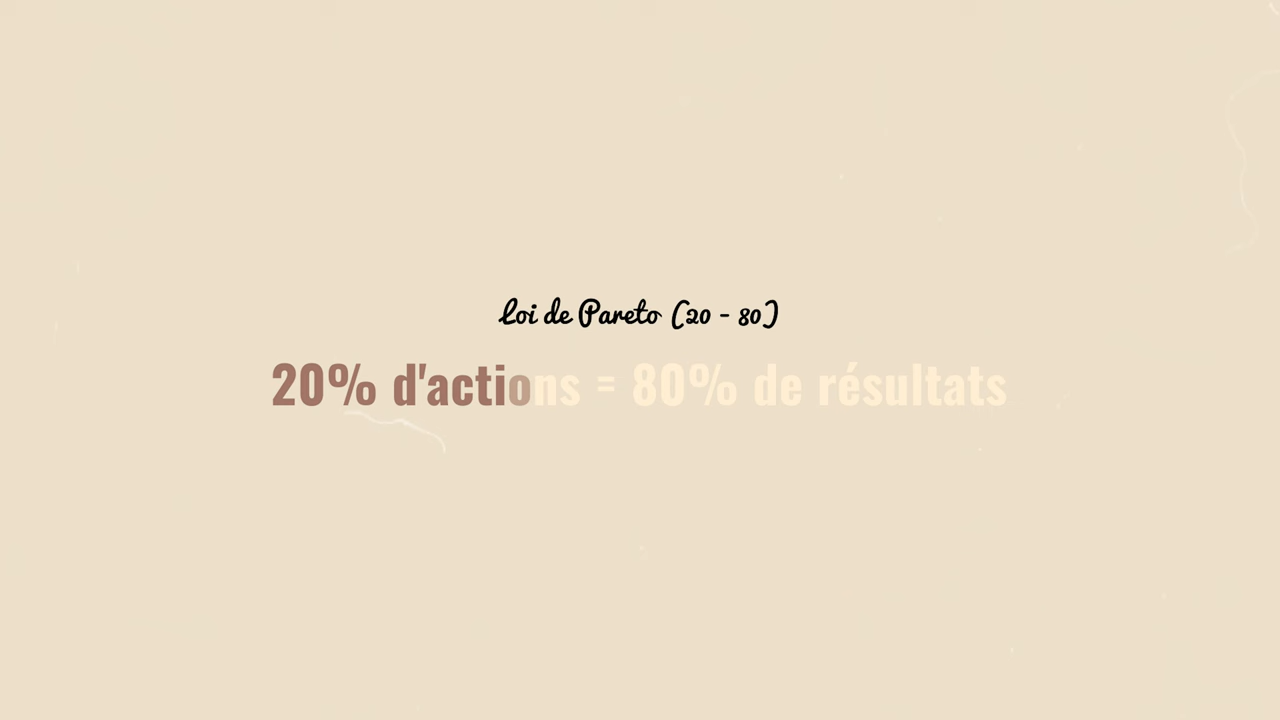 Loi de Pareto (20 - 80)
20% d'actions = 80% de résultats